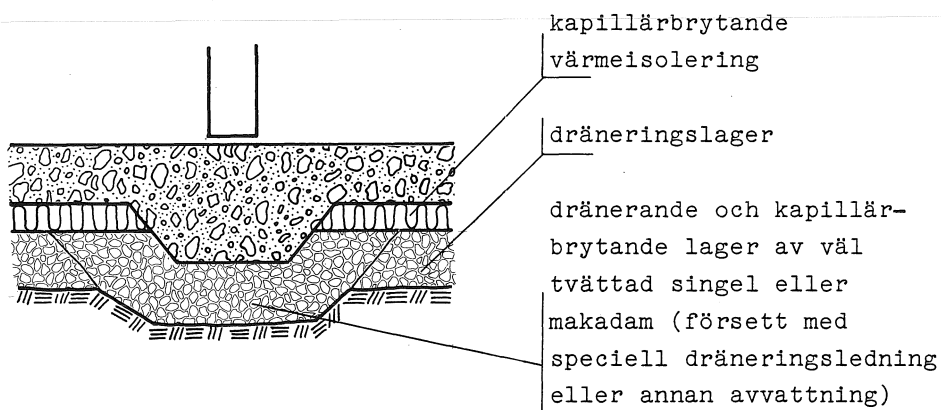 kapillärbrytande
värmeisolering
dräneringslager
dränerande och kapillär-
brytande lager av väl
tvättad singel eller
makadam (försett med
speciell dräneringsledning
eller annan avvattning)